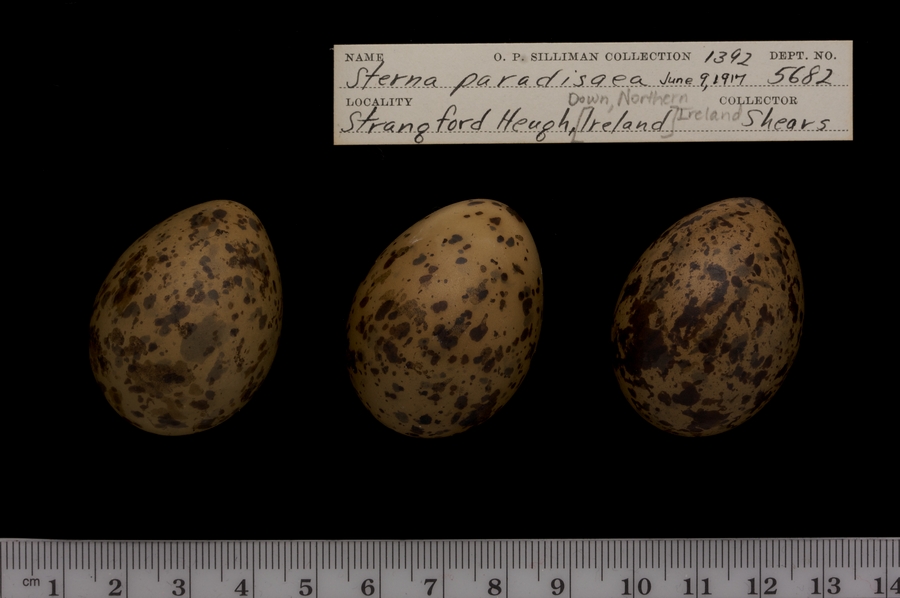 NAME O. P. SILLIMAN COLLECTION 1392 DEPT. NO.
Sterna paradisaea June 9, 1917 5682
LOCALITY Down, Northern COLLECTOR
Strangford Heugh, [Ireland] Ireland Shears
cm 1 2 3 4 5 6 7 8 9 10 11 12 13 14